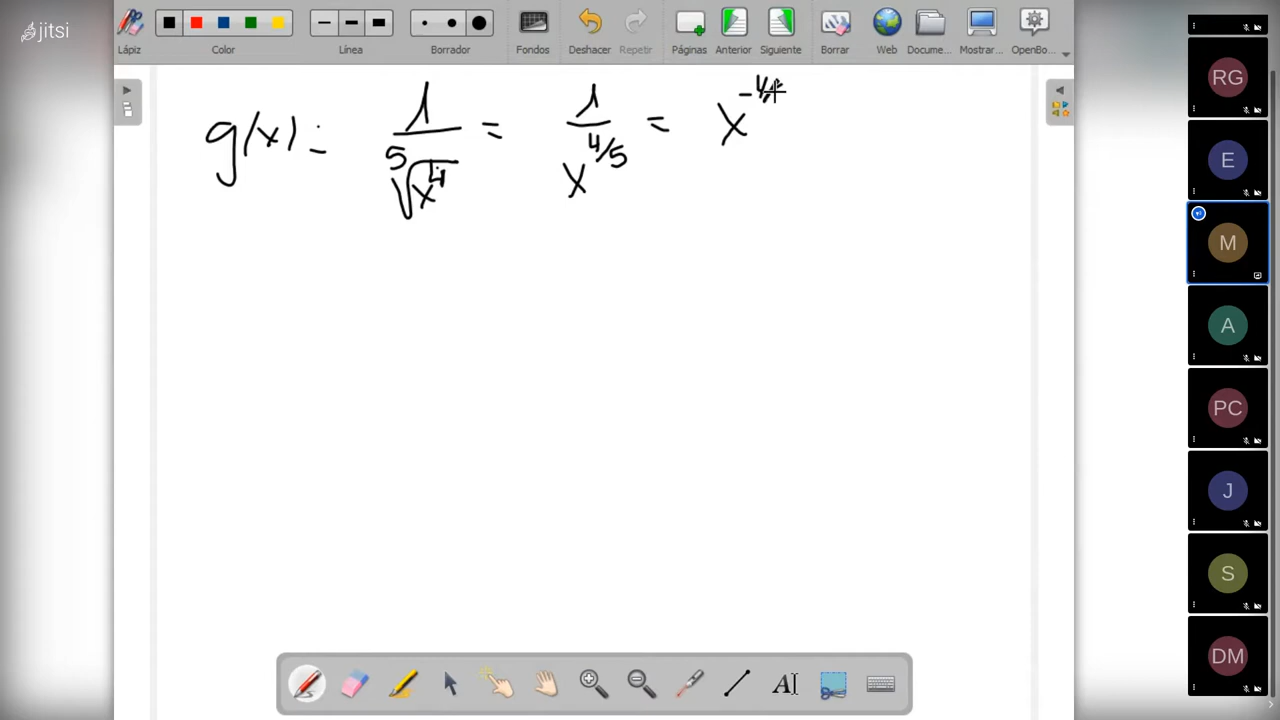 jitsi
Lápiz Color Línea Borrador Fondos Deshacer Repetir Páginas Anterior Siguiente Borrar Web Docume... Mostrar... OpenBo...
g(x) = 1/⁵√x⁴ = 1/x^4/5 = x^-4/
RG
E
M
A
PC
J
S
DM